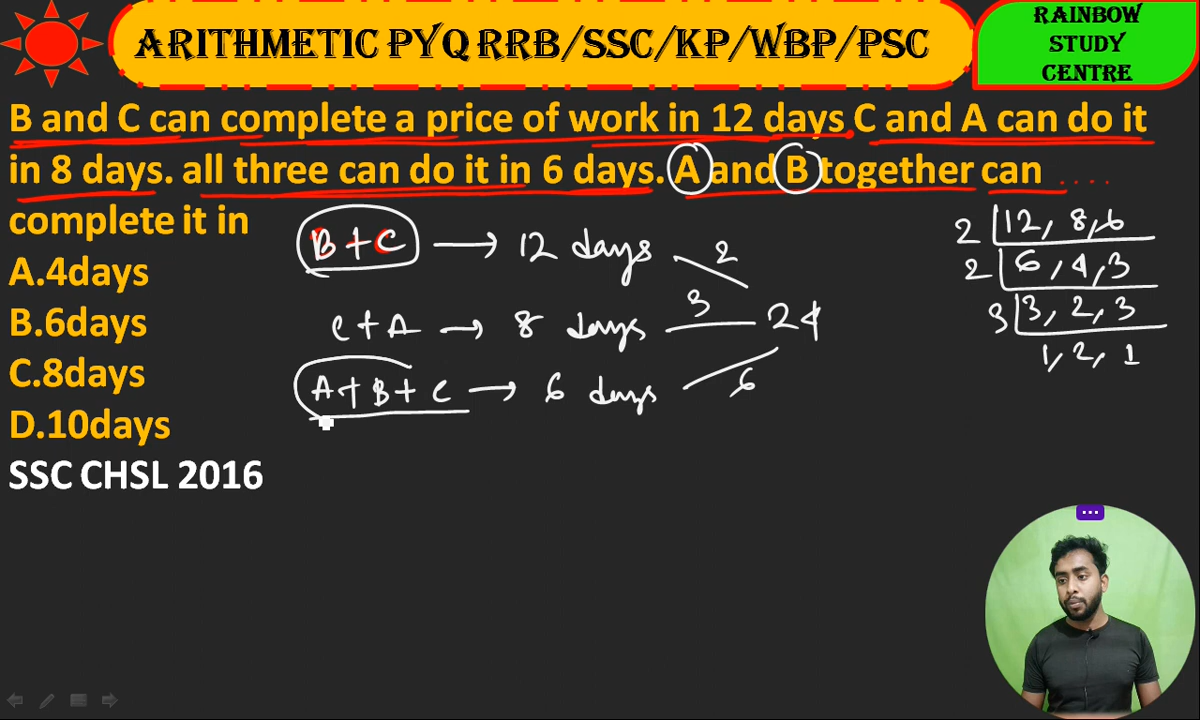 ARITHMETIC PYQ RRB/SSC/KP/WBP/PSC
RAINBOW
STUDY
CENTRE
B and C can complete a price of work in 12 days C and A can do it
in 8 days. all three can do it in 6 days. A and B together can ....
complete it in
A.4days
B.6days
C.8days
D.10days
SSC CHSL 2016
B + C → 12 days 2
C + A → 8 days 3 24
A + B + C → 6 days 6
2 12, 8, 6
2 6, 4, 3
3 3, 2, 3
1, 2, 1